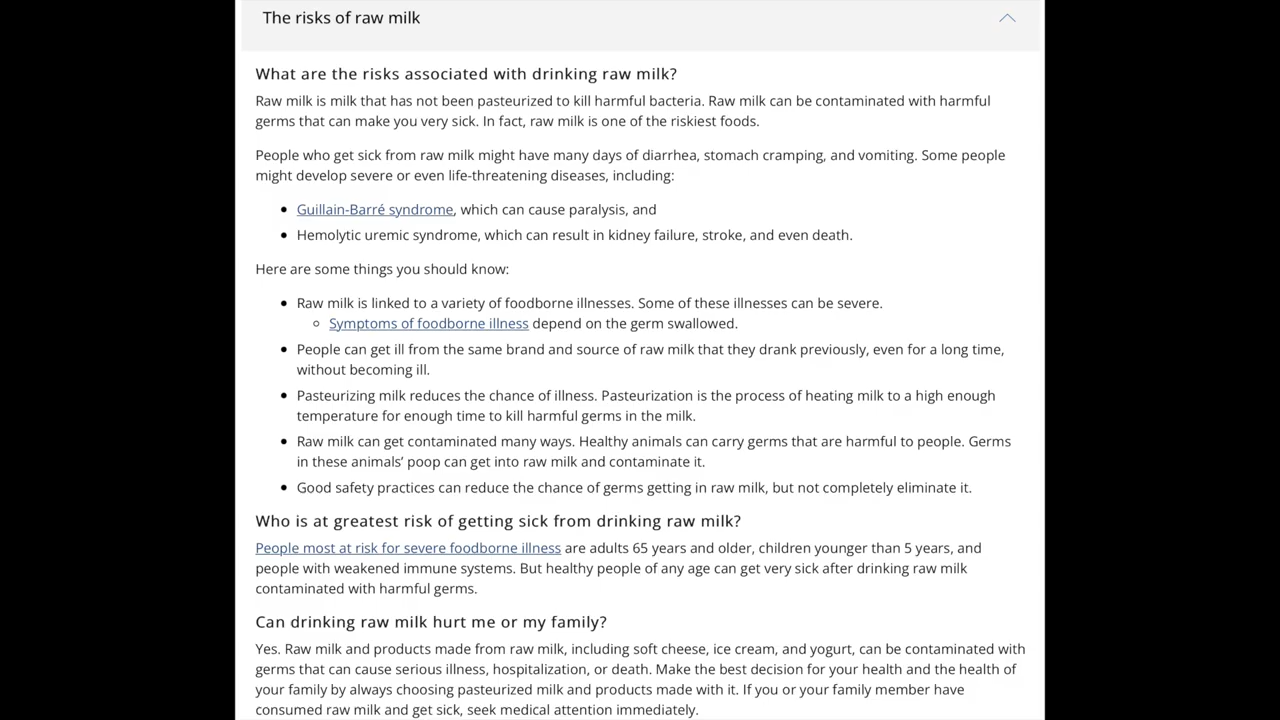 The risks of raw milk
What are the risks associated with drinking raw milk?
Raw milk is milk that has not been pasteurized to kill harmful bacteria. Raw milk can be contaminated with harmful
germs that can make you very sick. In fact, raw milk is one of the riskiest foods.
People who get sick from raw milk might have many days of diarrhea, stomach cramping, and vomiting. Some people
might develop severe or even life-threatening diseases, including:
• Guillain-Barré syndrome, which can cause paralysis, and
• Hemolytic uremic syndrome, which can result in kidney failure, stroke, and even death.
Here are some things you should know:
• Raw milk is linked to a variety of foodborne illnesses. Some of these illnesses can be severe.
◦ Symptoms of foodborne illness depend on the germ swallowed.
• People can get ill from the same brand and source of raw milk that they drank previously, even for a long time,
without becoming ill.
• Pasteurizing milk reduces the chance of illness. Pasteurization is the process of heating milk to a high enough
temperature for enough time to kill harmful germs in the milk.
• Raw milk can get contaminated many ways. Healthy animals can carry germs that are harmful to people. Germs
in these animals’ poop can get into raw milk and contaminate it.
• Good safety practices can reduce the chance of germs getting in raw milk, but not completely eliminate it.
Who is at greatest risk of getting sick from drinking raw milk?
People most at risk for severe foodborne illness are adults 65 years and older, children younger than 5 years, and
people with weakened immune systems. But healthy people of any age can get very sick after drinking raw milk
contaminated with harmful germs.
Can drinking raw milk hurt me or my family?
Yes. Raw milk and products made from raw milk, including soft cheese, ice cream, and yogurt, can be contaminated with
germs that can cause serious illness, hospitalization, or death. Make the best decision for your health and the health of
your family by always choosing pasteurized milk and products made with it. If you or your family member have
consumed raw milk and get sick, seek medical attention immediately.